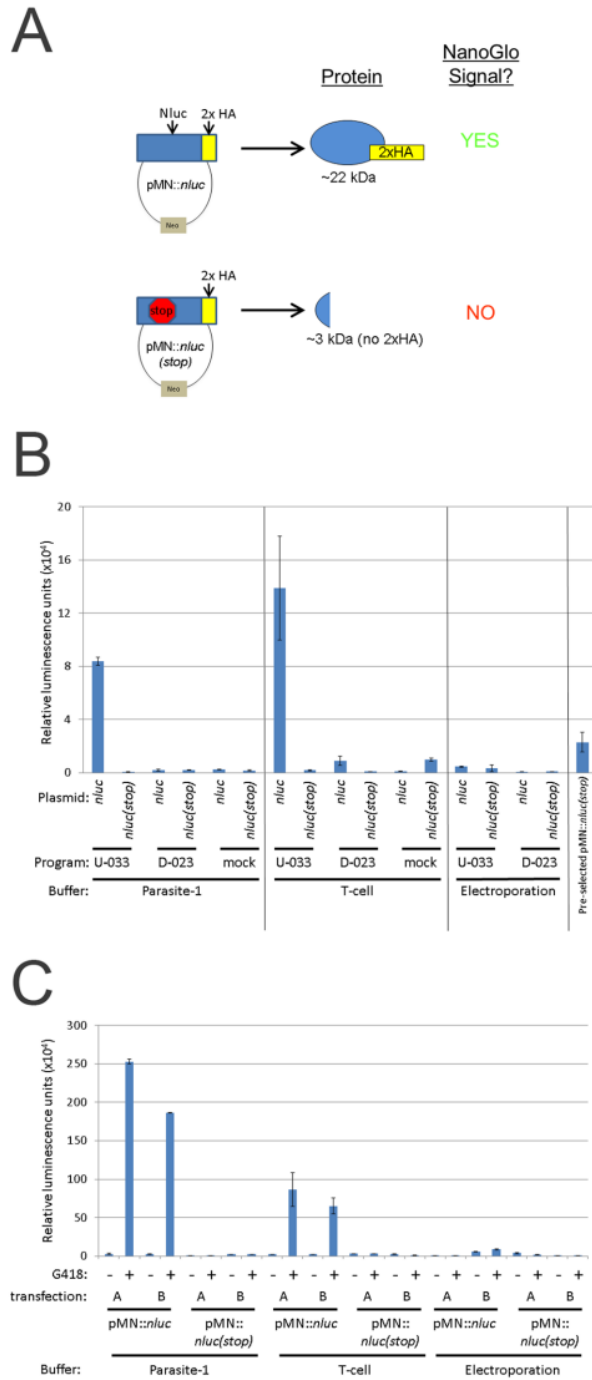 A
Protein
NanoGlo
Signal?
Nluc
2x HA
pMN::nluc
Neo
2xHA
~22 kDa
YES
2x HA
stop
pMN::nluc
(stop)
Neo
~3 kDa (no 2xHA)
NO
B
Relative luminescence units (x10⁴)
20
16
12
8
4
0
Plasmid: nluc nluc(stop) nluc nluc(stop) nluc nluc(stop) nluc nluc(stop) nluc nluc(stop) nluc nluc(stop) nluc nluc(stop) nluc nluc(stop) Pre-selected pMN::nluc(stop)
Program: U-033 D-023 mock U-033 D-023 mock U-033 D-023
Buffer: Parasite-1 T-cell Electroporation
C
Relative luminescence units (x10⁴)
300
250
200
150
100
50
0
G418: - + - + - + - + - + - + - + - + - + - + - + - +
transfection: A B A B A B A B A B A B
pMN::nluc pMN::nluc(stop) pMN::nluc pMN::nluc(stop) pMN::nluc pMN::nluc(stop)
Buffer: Parasite-1 T-cell Electroporation